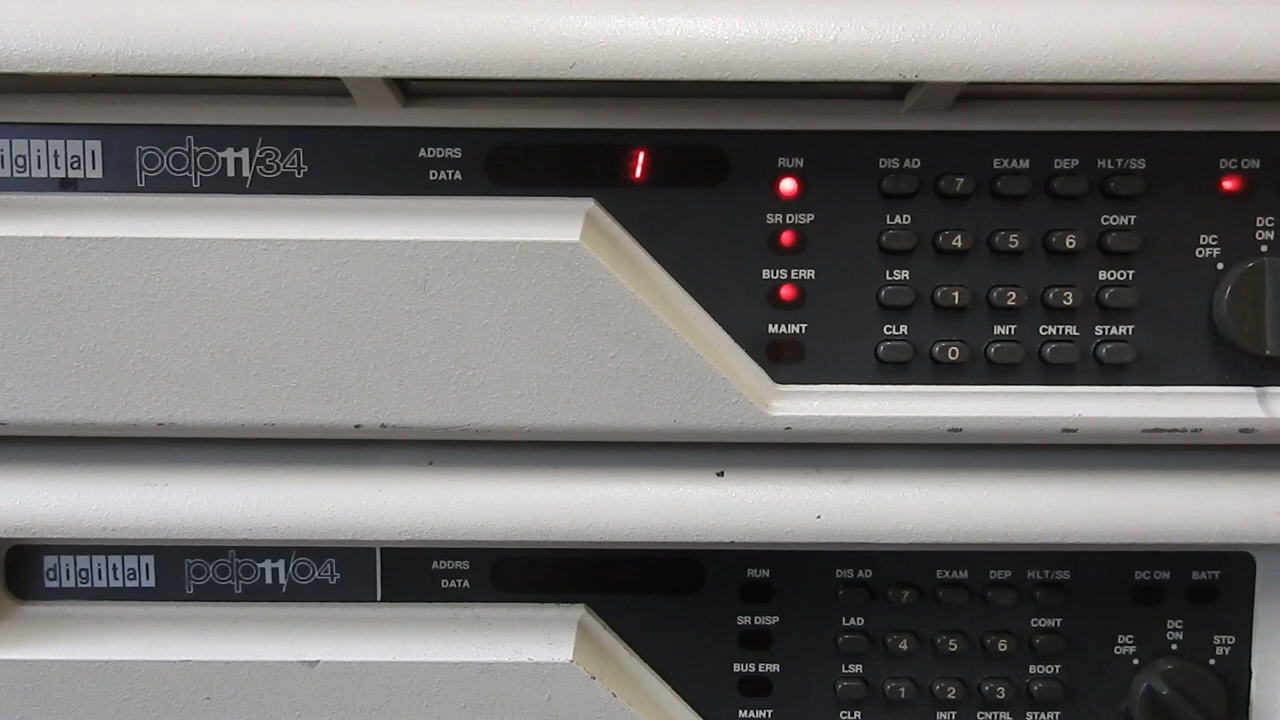 digital pdp11/34 ADDRS RUN DIS AD EXAM DEP HLT/SS DC ON
DATA 1 7
SR DISP LAD CONT DC ON
4 5 6 DC OFF
BUS ERR LSR BOOT
1 2 3
MAINT CLR INIT CNTRL START
0
digital pdp11/04 ADDRS RUN DIS AD EXAM DEP HLT/SS DC ON BATT
DATA 7
SR DISP LAD CONT DC ON
4 5 6 DC OFF STD BY
BUS ERR LSR BOOT
1 2 3
MAINT CLR INIT CNTRL START